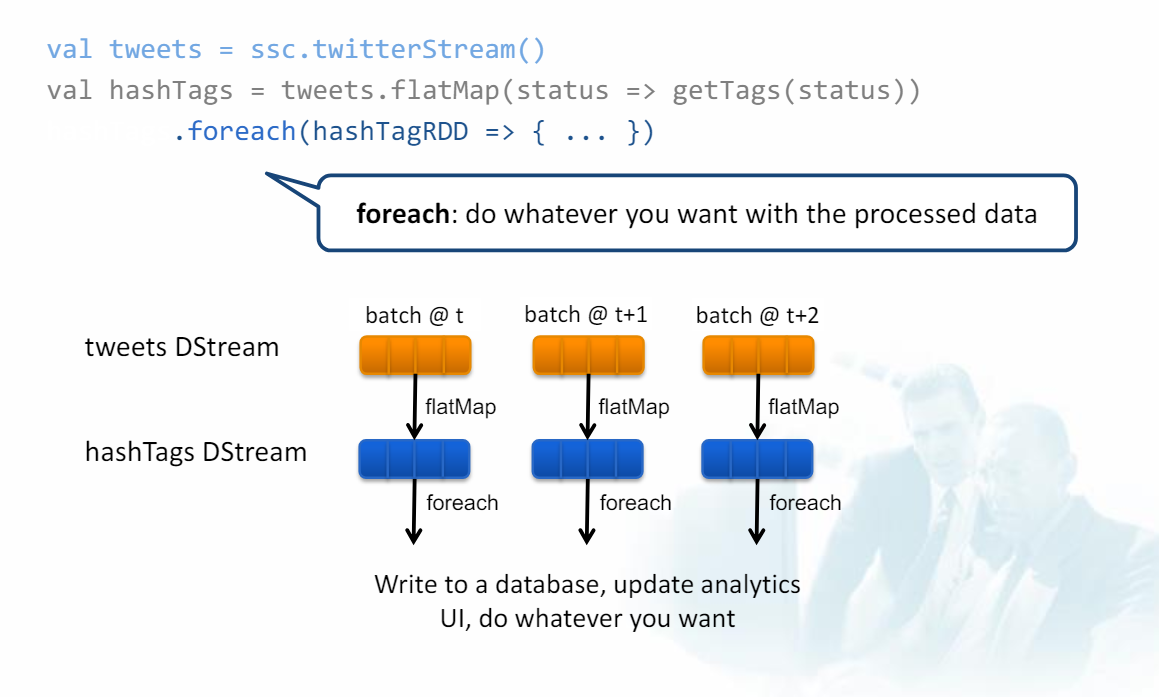 val tweets = ssc.twitterStream()
val hashTags = tweets.flatMap(status => getTags(status))
.foreach(hashTagRDD => { ... })
foreach: do whatever you want with the processed data
batch @ t batch @ t+1 batch @ t+2
tweets DStream
flatMap flatMap flatMap
hashTags DStream
foreach foreach foreach
Write to a database, update analytics
UI, do whatever you want